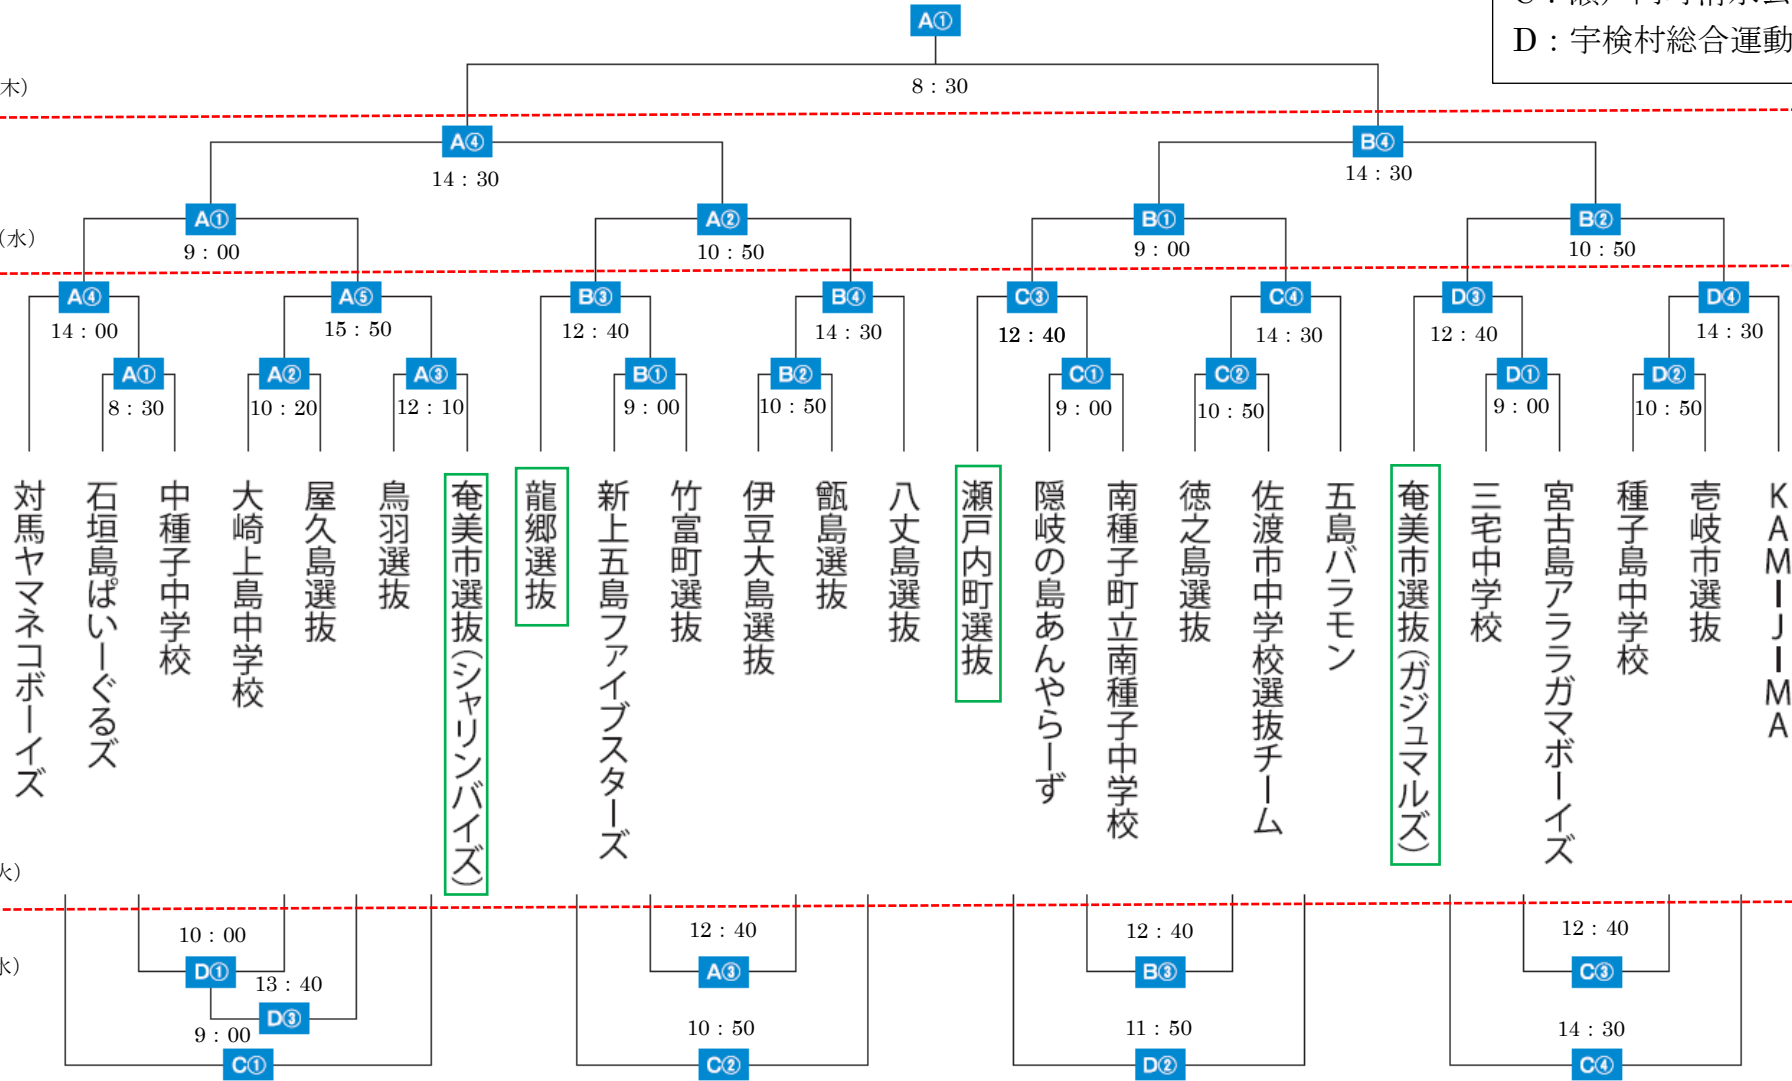 A①
D：宇検村総合運動
8：30
木）
A④
B④
14：30
14：30
A①
A②
B①
B②
（水）
9：00
10：50
9：00
10：50
A④
A⑤
B③
B④
C③
C④
D③
D④
14：00
15：50
12：40
14：30
12：40
14：30
12：40
14：30
A①
A②
A③
B①
B②
C①
C②
D①
D②
8：30
10：20
12：10
9：00
10：50
9：00
10：50
9：00
10：50
対馬ヤマネコボーイズ
石垣島ぱいーぐるズ
中種子中学校
大崎上島中学校
屋久島選抜
鳥羽選抜
奄美市選抜（シャリンバイズ）
龍郷選抜
新上五島ファイブスターズ
竹富町選抜
伊豆大島選抜
甑島選抜
八丈島選抜
瀬戸内町選抜
隠岐の島あんやらーず
南種子町立南種子中学校
徳之島選抜
佐渡市中学校選抜チーム
五島バラモン
奄美市選抜（ガジュマルズ）
三宅中学校
宮古島アララガマボーイズ
種子島中学校
壱岐市選抜
KAMIJIMA
火）
10：00
12：40
12：40
12：40
水）
D①
A③
B③
C③
13：40
D③
9：00
10：50
11：50
14：30
C①
C②
D②
C④